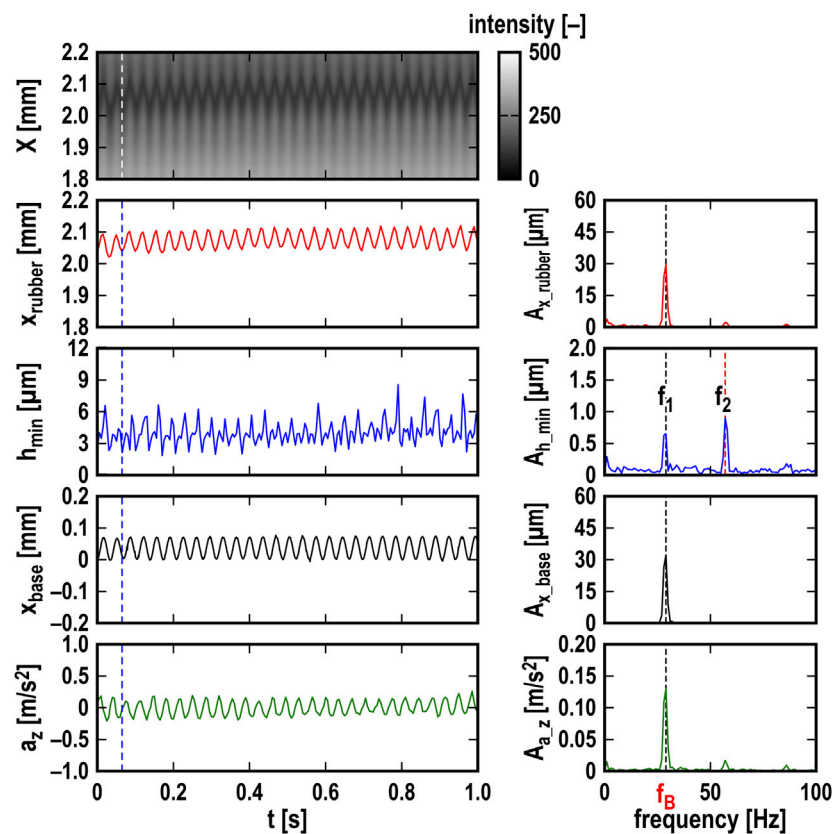 intensity [–]
2.2
2.1
2.0
1.9
1.8
X [mm]
500
250
0
2.2
2.1
2.0
1.9
1.8
x_rubber [mm]
60
45
30
15
0
A_x_rubber [µm]
12
9
6
3
0
h_min [µm]
2.0
1.5
1.0
0.5
0
A_h_min [µm]
f_1
f_2
0.2
0.1
0
–0.1
–0.2
x_base [mm]
60
45
30
15
0
A_x_base [µm]
1.0
0.5
0
–0.5
–1.0
a_z [m/s²]
0 0.2 0.4 0.6 0.8 1.0
t [s]
0.20
0.15
0.10
0.05
0
A_a_z [m/s²]
0 50 100
f_B
frequency [Hz]